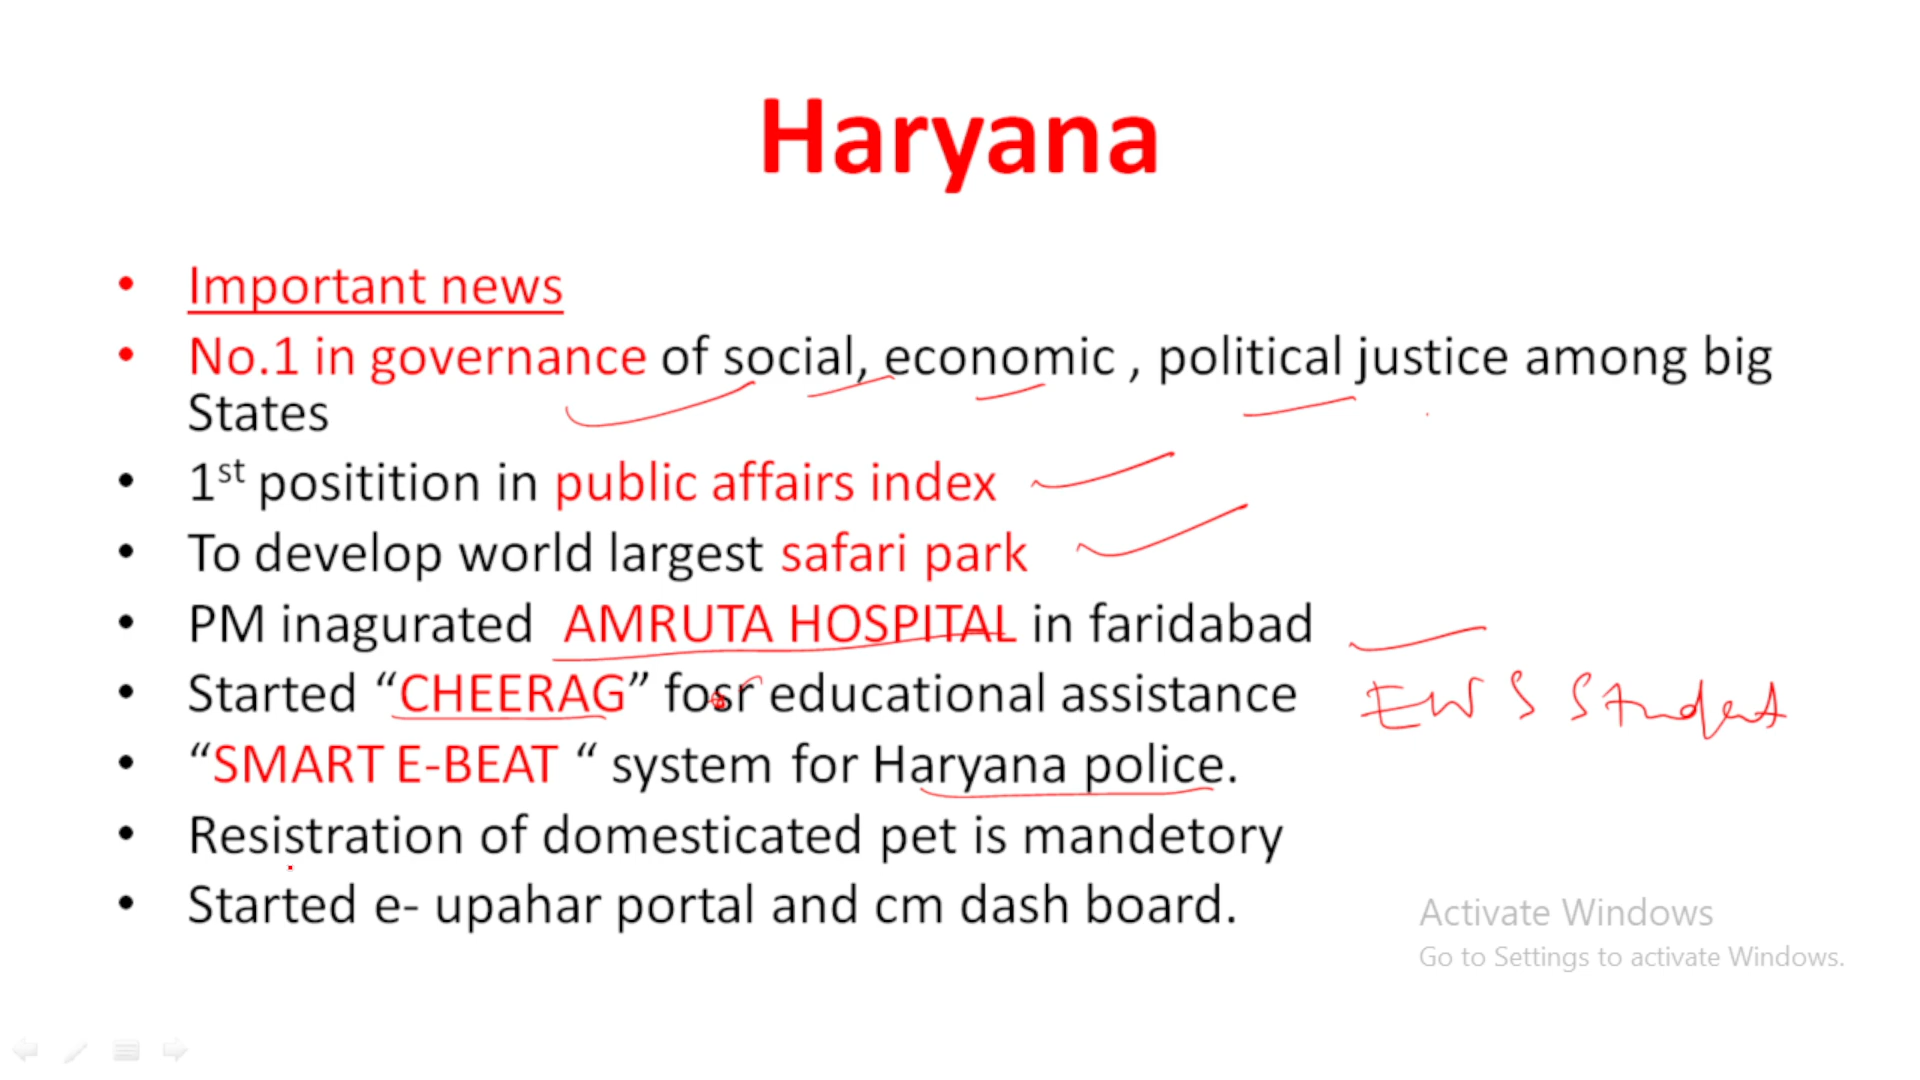 Haryana
• Important news
• No.1 in governance of social, economic , political justice among big
States
• 1st positition in public affairs index
• To develop world largest safari park
• PM inagurated AMRUTA HOSPITAL in faridabad
• Started “CHEERAG” fosr educational assistance EWS Student
• “SMART E-BEAT “ system for Haryana police.
• Resistration of domesticated pet is mandetory
• Started e- upahar portal and cm dash board.
Activate Windows
Go to Settings to activate Windows.